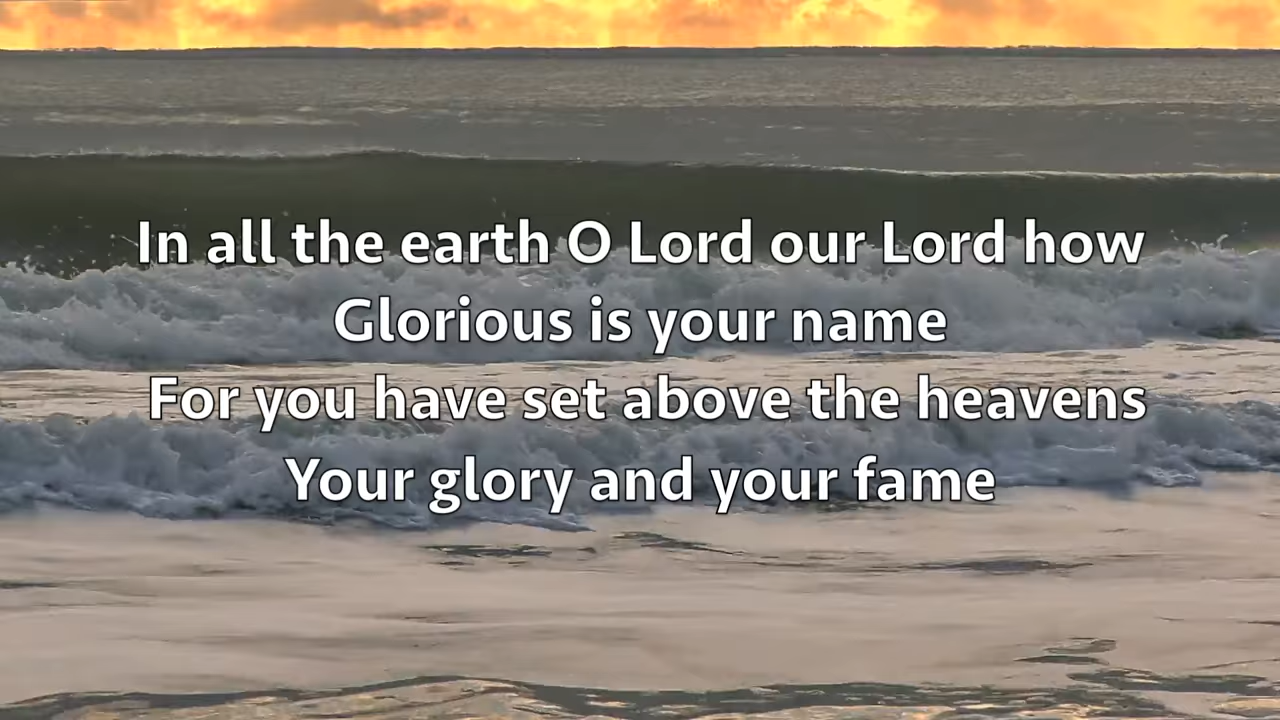 In all the earth O Lord our Lord how
Glorious is your name
For you have set above the heavens
Your glory and your fame